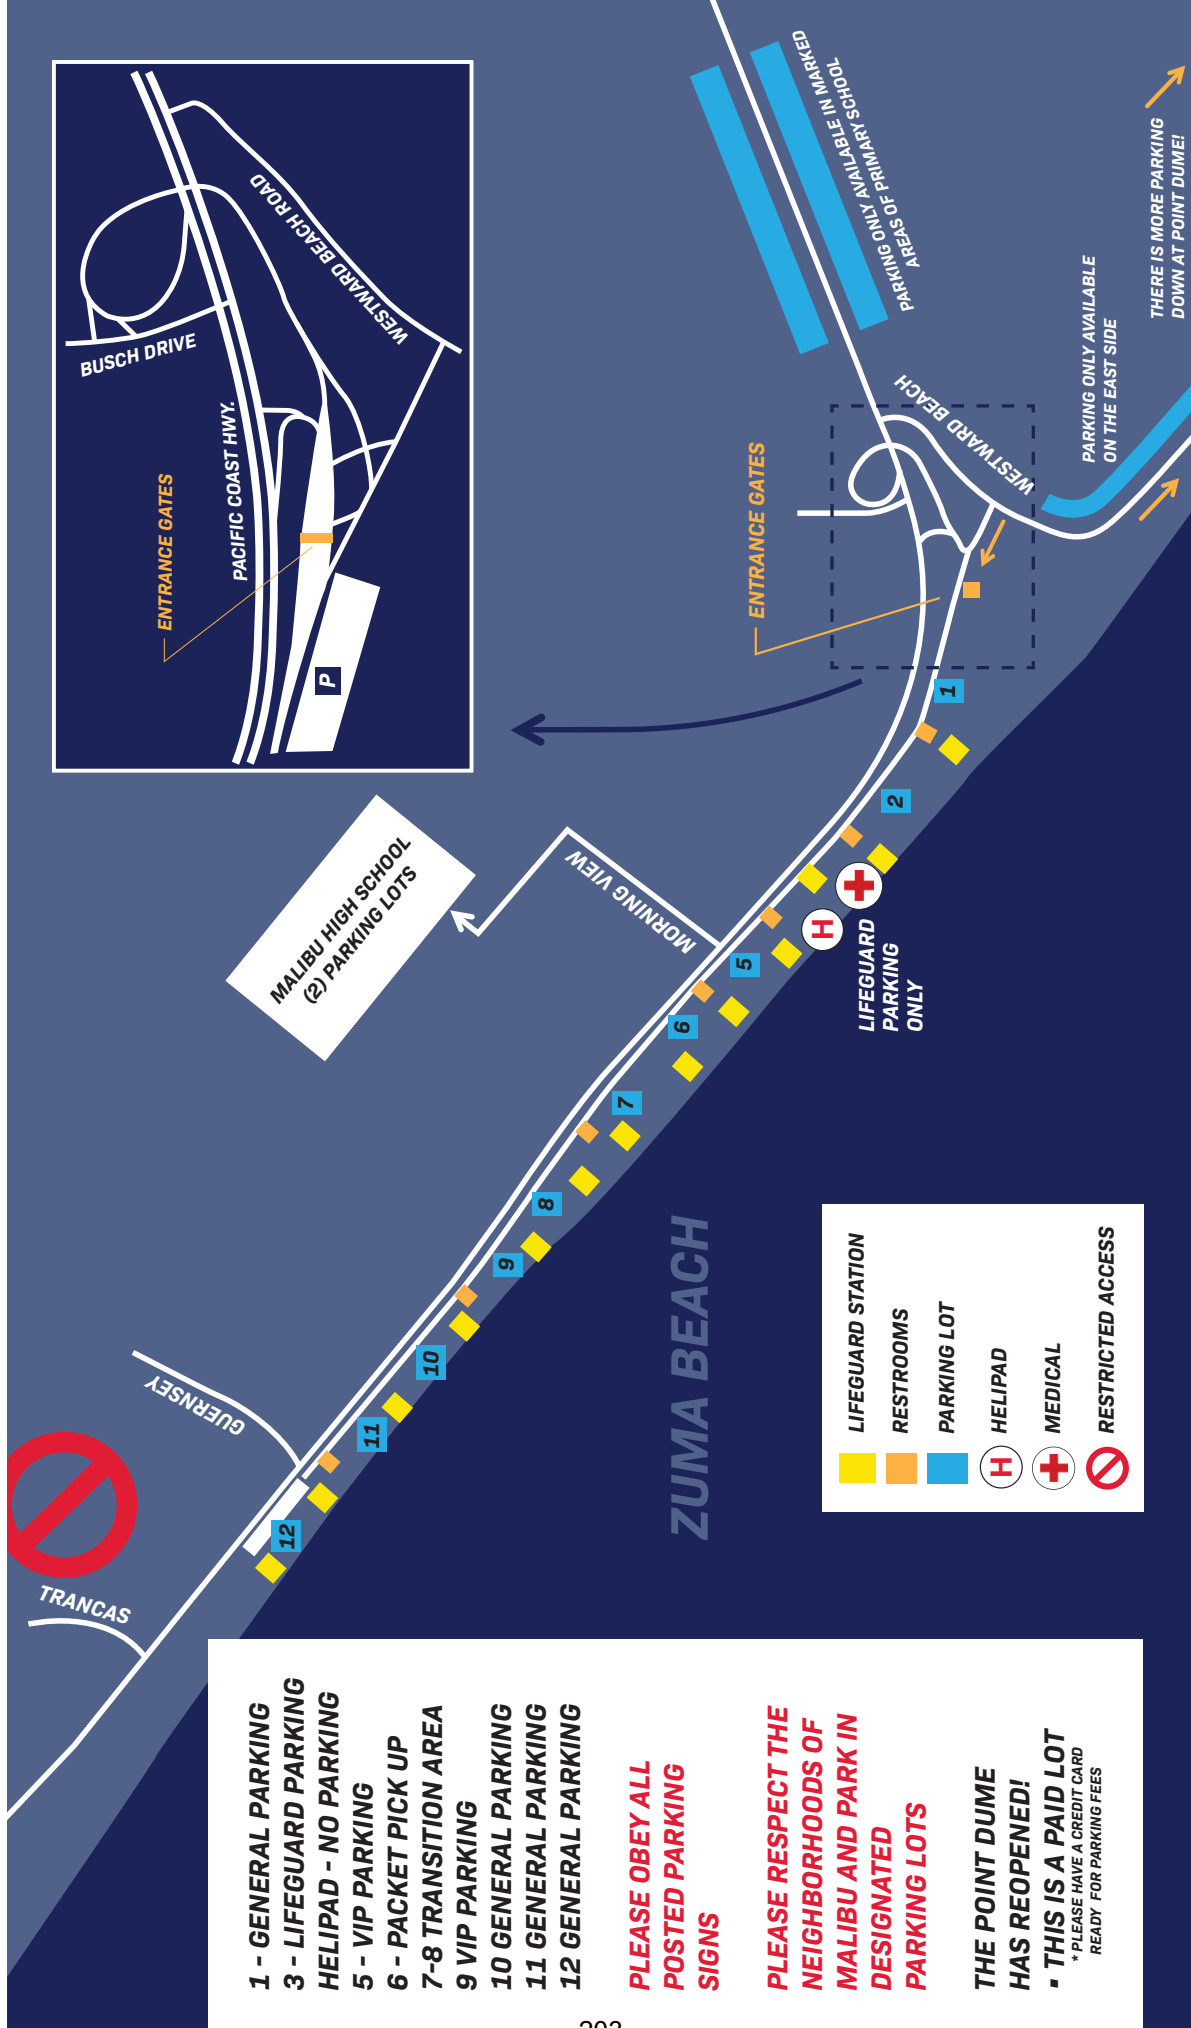 1 - GENERAL PARKING
3 - LIFEGUARD PARKING
HELIPAD - NO PARKING
5 - VIP PARKING
6 - PACKET PICK UP
7-8 TRANSITION AREA
9 VIP PARKING
10 GENERAL PARKING
11 GENERAL PARKING
12 GENERAL PARKING
PLEASE OBEY ALL
POSTED PARKING
SIGNS
PLEASE RESPECT THE
NEIGHBORHOODS OF
MALIBU AND PARK IN
DESIGNATED
PARKING LOTS
THE POINT DUME
HAS REOPENED!
▪ THIS IS A PAID LOT
* PLEASE HAVE A CREDIT CARD
READY FOR PARKING FEES
TRANCAS
GUERNSEY
12
11
10
9
8
7
6
5
2
1
MALIBU HIGH SCHOOL
(2) PARKING LOTS
MORNING VIEW
H
LIFEGUARD
PARKING
ONLY
ZUMA BEACH
LIFEGUARD STATION
RESTROOMS
PARKING LOT
H HELIPAD
MEDICAL
RESTRICTED ACCESS
BUSCH DRIVE
PACIFIC COAST HWY.
WESTWARD BEACH ROAD
ENTRANCE GATES
P
ENTRANCE GATES
WESTWARD BEACH
PARKING ONLY AVAILABLE IN MARKED
AREAS OF PRIMARY SCHOOL
PARKING ONLY AVAILABLE
ON THE EAST SIDE
THERE IS MORE PARKING
DOWN AT POINT DUME!